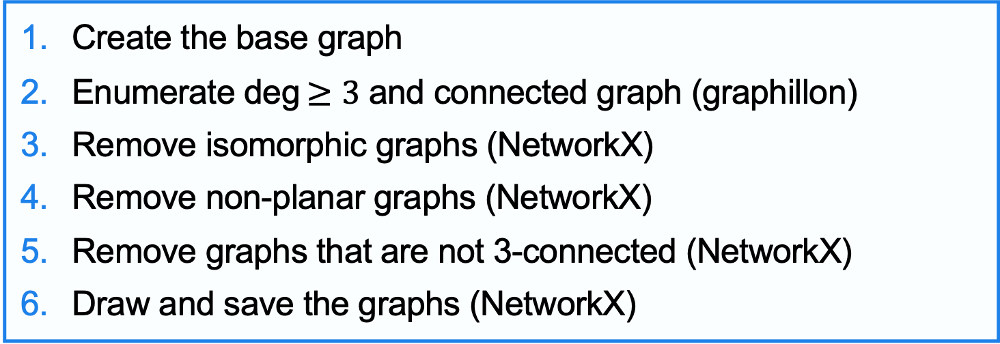 1. Create the base graph
2. Enumerate deg ≥ 3 and connected graph (graphillon)
3. Remove isomorphic graphs (NetworkX)
4. Remove non-planar graphs (NetworkX)
5. Remove graphs that are not 3-connected (NetworkX)
6. Draw and save the graphs (NetworkX)